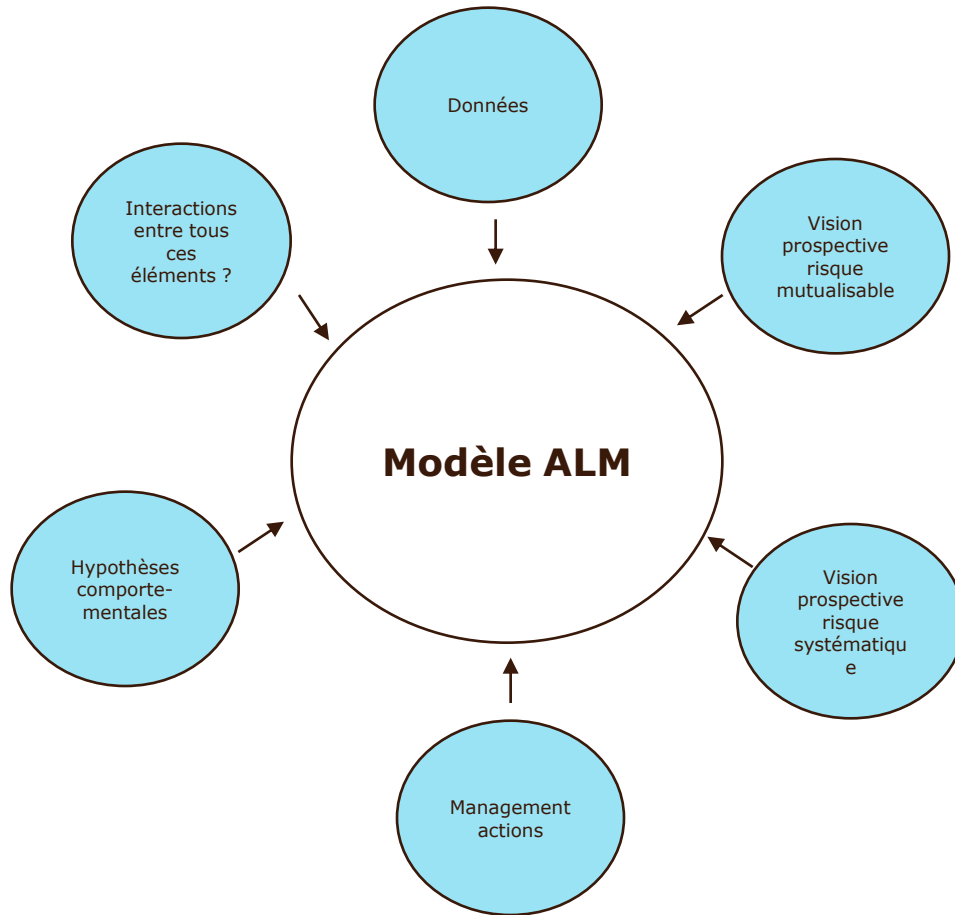 Données
Interactions
entre tous
ces
éléments ?
Vision
prospective
risque
mutualisable
Modèle ALM
Hypothèses
comporte-
mentales
Vision
prospective
risque
systématiqu
e
Management
actions